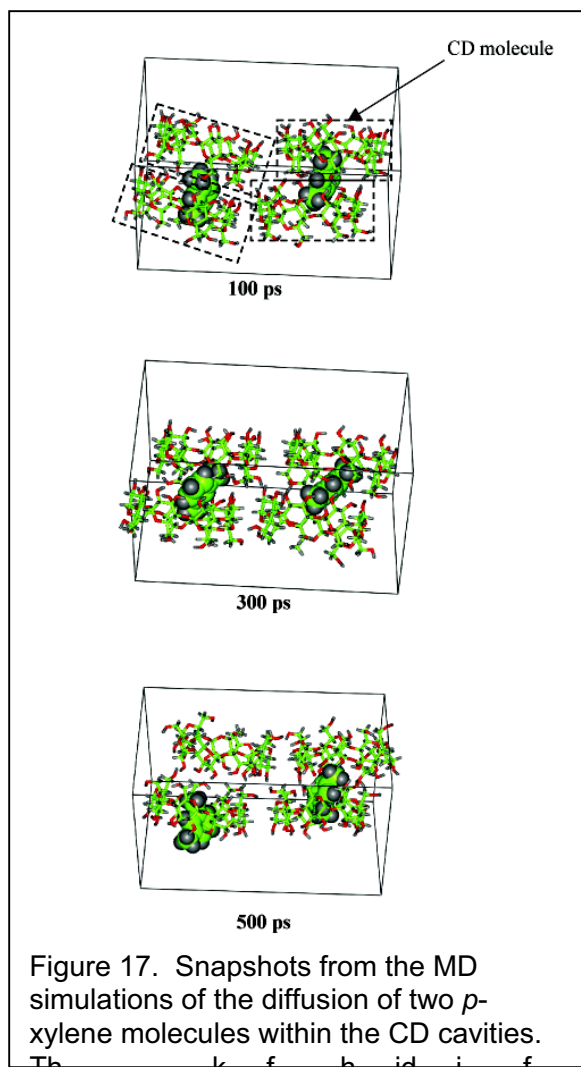 CD molecule
100 ps
300 ps
500 ps
Figure 17. Snapshots from the MD
simulations of the diffusion of two p-
xylene molecules within the CD cavities.